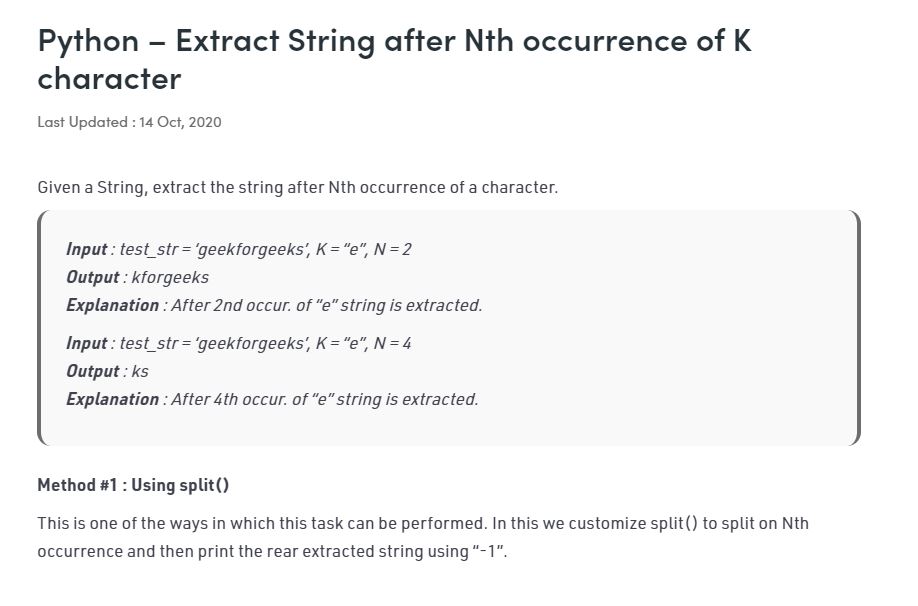 Python – Extract String after Nth occurrence of K
character
Last Updated : 14 Oct, 2020
Given a String, extract the string after Nth occurrence of a character.
Input : test_str = ‘geekforgeeks’, K = “e”, N = 2
Output : kforgeeks
Explanation : After 2nd occur. of “e” string is extracted.
Input : test_str = ‘geekforgeeks’, K = “e”, N = 4
Output : ks
Explanation : After 4th occur. of “e” string is extracted.
Method #1 : Using split()
This is one of the ways in which this task can be performed. In this we customize split() to split on Nth
occurrence and then print the rear extracted string using “-1”.